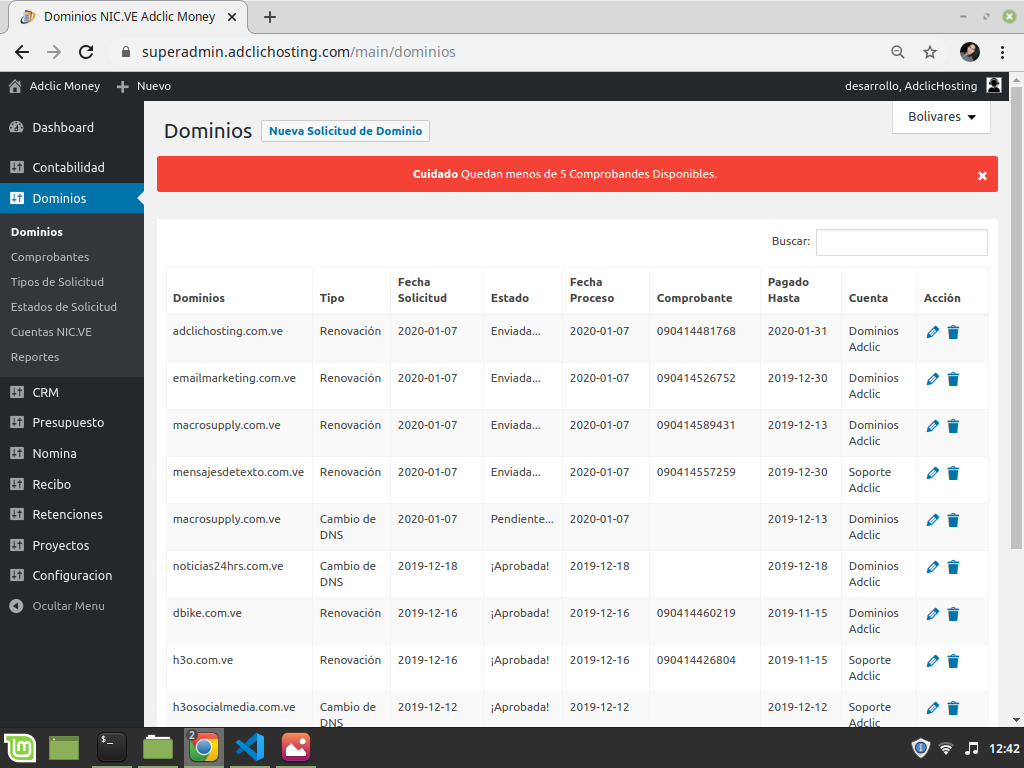 Dominios NIC.VE Adclic Money
superadmin.adclichosting.com/main/dominios
Adclic Money Nuevo desarrollo, AdclicHosting
Dashboard
Contabilidad
Dominios
Dominios
Comprobantes
Tipos de Solicitud
Estados de Solicitud
Cuentas NIC.VE
Reportes
CRM
Presupuesto
Nomina
Recibo
Retenciones
Proyectos
Configuracion
Ocultar Menu
Dominios Nueva Solicitud de Dominio Bolivares
Cuidado Quedan menos de 5 Comprobandes Disponibles. ×
Buscar:
Dominios Tipo Fecha Solicitud Estado Fecha Proceso Comprobante Pagado Hasta Cuenta Acción
adclichosting.com.ve Renovación 2020-01-07 Enviada... 2020-01-07 090414481768 2020-01-31 Dominios Adclic
emailmarketing.com.ve Renovación 2020-01-07 Enviada... 2020-01-07 090414526752 2019-12-30 Dominios Adclic
macrosupply.com.ve Renovación 2020-01-07 Enviada... 2020-01-07 090414589431 2019-12-13 Dominios Adclic
mensajesdetexto.com.ve Renovación 2020-01-07 Enviada... 2020-01-07 090414557259 2019-12-30 Soporte Adclic
macrosupply.com.ve Cambio de DNS 2020-01-07 Pendiente... 2020-01-07 2019-12-13 Dominios Adclic
noticias24hrs.com.ve Cambio de DNS 2019-12-18 ¡Aprobada! 2019-12-18 2019-12-18 Dominios Adclic
dbike.com.ve Renovación 2019-12-16 ¡Aprobada! 2019-12-16 090414460219 2019-11-15 Dominios Adclic
h3o.com.ve Renovación 2019-12-16 ¡Aprobada! 2019-12-16 090414426804 2019-11-15 Soporte Adclic
h3osocialmedia.com.ve Cambio de DNS 2019-12-12 ¡Aprobada! 2019-12-12 2019-12-12 Soporte Adclic
2
12:42